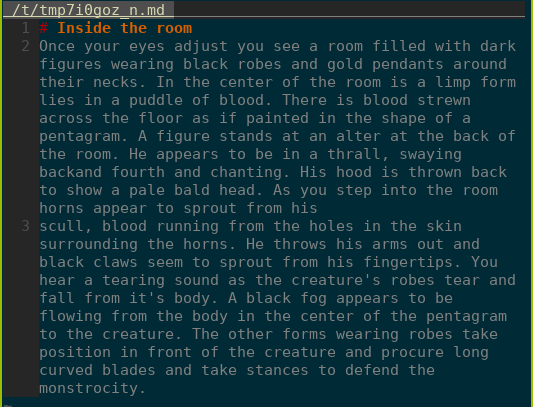 /t/tmp7i0goz_n.md
1 # Inside the room
2 Once your eyes adjust you see a room filled with dark
figures wearing black robes and gold pendants around
their necks. In the center of the room is a limp form
lies in a puddle of blood. There is blood strewn
across the floor as if painted in the shape of a
pentagram. A figure stands at an alter at the back of
the room. He appears to be in a thrall, swaying
backand fourth and chanting. His hood is thrown back
to show a pale bald head. As you step into the room
horns appear to sprout from his
3 scull, blood running from the holes in the skin
surrounding the horns. He throws his arms out and
black claws seem to sprout from his fingertips. You
hear a tearing sound as the creature's robes tear and
fall from it's body. A black fog appears to be
flowing from the body in the center of the pentagram
to the creature. The other forms wearing robes take
position in front of the creature and procure long
curved blades and take stances to defend the
monstrocity.